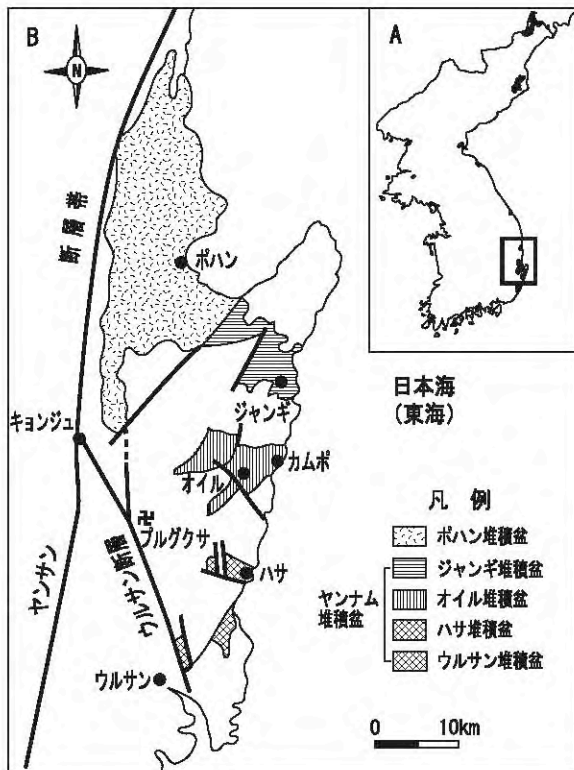 B
N
A
断層帯
ポハン
日本海
(東海)
ジャンギ
キョンジュ
カムポ
オイル
卍
ブルグクサ
ハサ
ヤンサン
ウルサン断層
ウルサン
凡 例
ポハン堆積盆
ヤンナム
堆積盆
ジャンギ堆積盆
オイル堆積盆
ハサ堆積盆
ウルサン堆積盆
0 10km